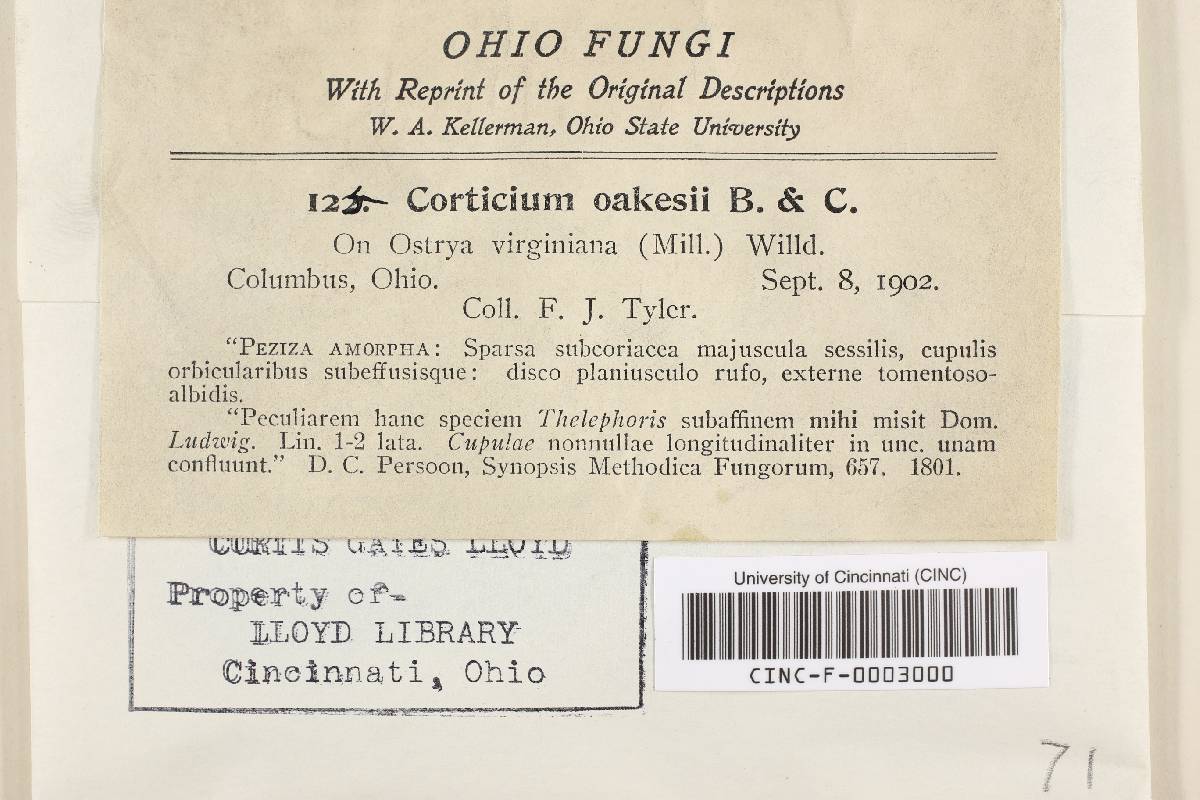 OHIO FUNGI
With Reprint of the Original Descriptions
W. A. Kellerman, Ohio State University
125. Corticium oakesii B. & C.
On Ostrya virginiana (Mill.) Willd.
Columbus, Ohio. Sept. 8, 1902.
Coll. F. J. Tyler.
“PEZIZA AMORPHA: Sparsa subcoriacea majuscula sessilis, cupulis
orbicularibus subeffusisque: disco planiusculo rufo, externe tomentoso-
albidis.
“Peculiarem hanc speciem Thelephoris subaffinem mihi misit Dom.
Ludwig. Lin. 1-2 lata. Cupulae nonnullae longitudinaliter in unc. unam
confluunt.” D. C. Persoon, Synopsis Methodica Fungorum, 657. 1801.
CURTIS GATES LLOYD
Property of-
LLOYD LIBRARY
Cincinnati, Ohio
University of Cincinnati (CINC)
CINC-F-0003000
71